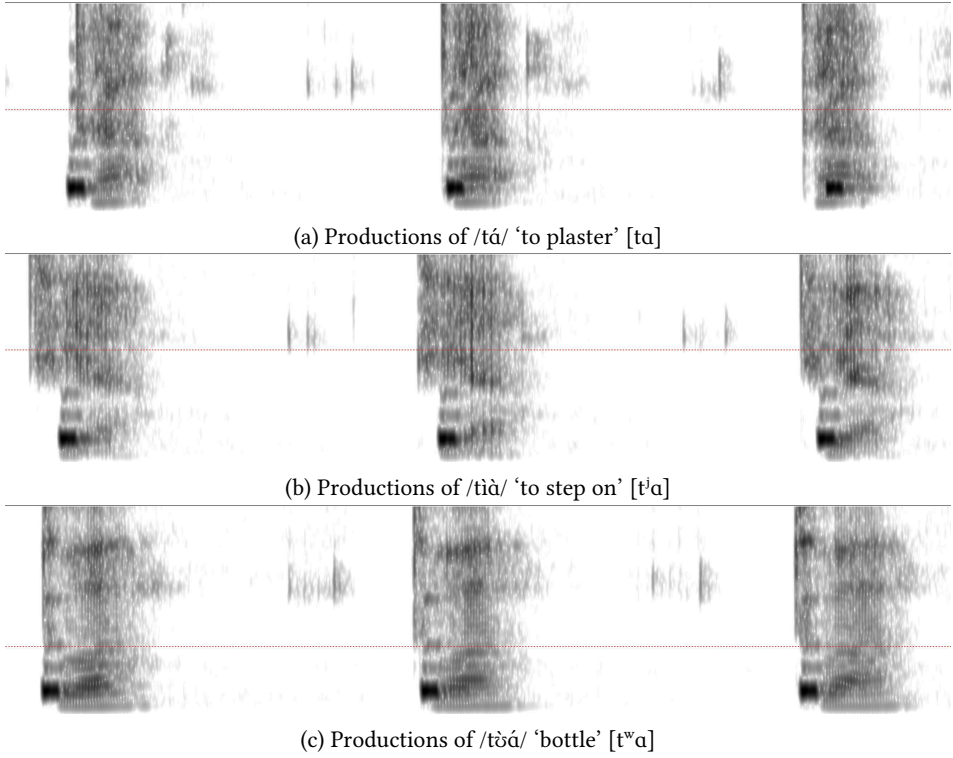 (a) Productions of /tɑ́/ ‘to plaster’ [tɑ]
(b) Productions of /tìɑ̀/ ‘to step on’ [tʲɑ]
(c) Productions of /tʊ̀ɑ́/ ‘bottle’ [tʷɑ]